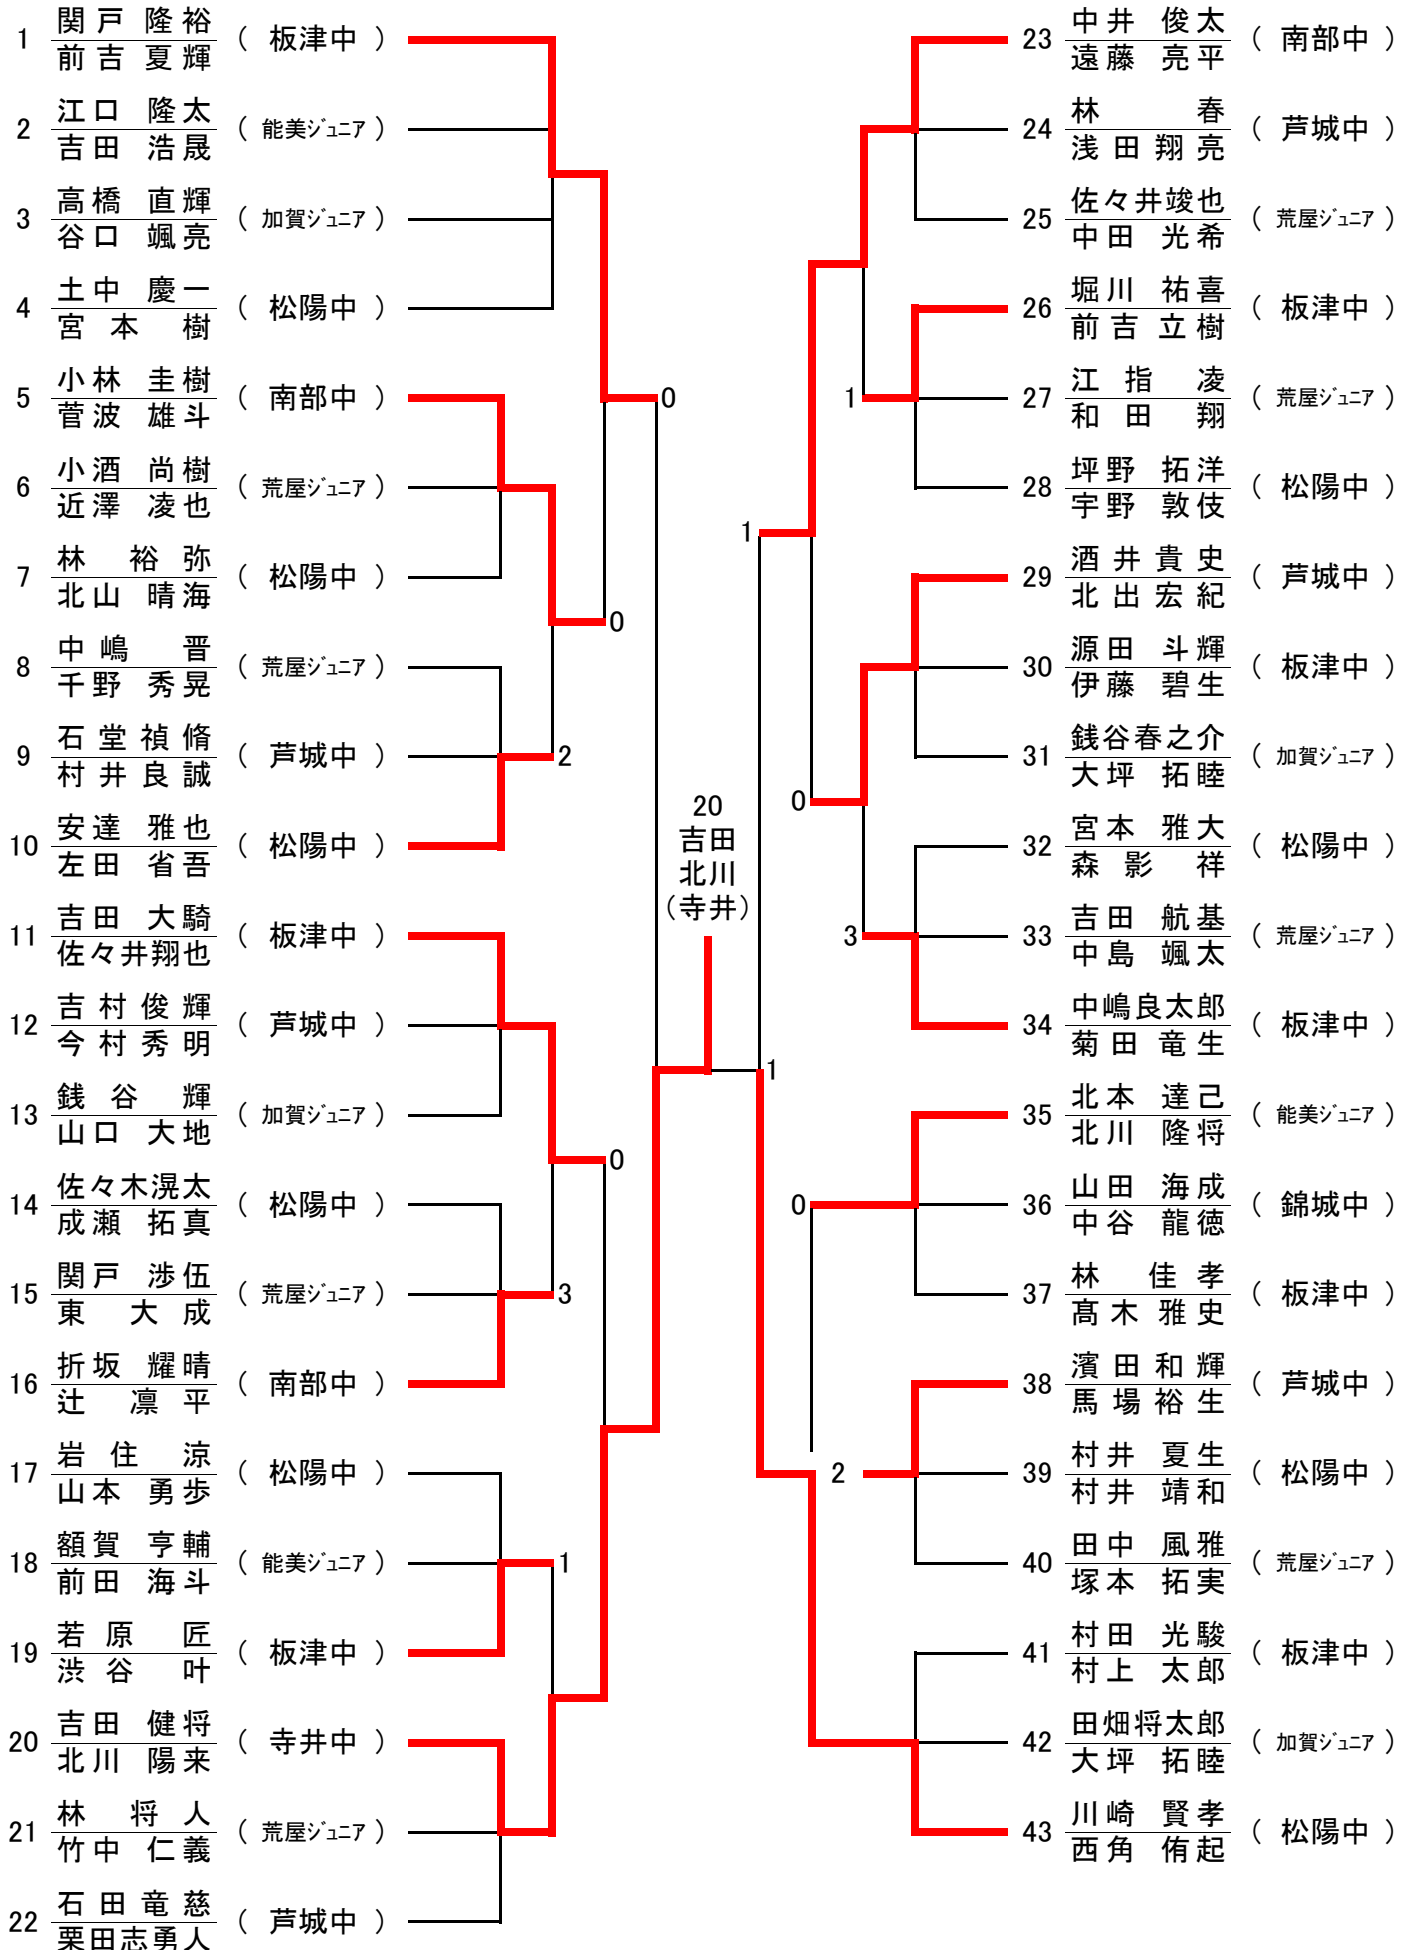 1 関戸 隆裕 ( 板津中 )
前吉 夏輝
2 江口 隆太 ( 能美ジュニア )
吉田 浩晟
3 高橋 直輝 ( 加賀ジュニア )
谷口 颯亮
4 土中 慶一 ( 松陽中 )
宮本 樹
5 小林 圭樹 ( 南部中 )
菅波 雄斗
6 小酒 尚樹 ( 荒屋ジュニア )
近澤 凌也
7 林 裕弥 ( 松陽中 )
北山 晴海
8 中嶋 晋 ( 荒屋ジュニア )
千野 秀晃
9 石堂禎脩 ( 芦城中 )
村井良誠
10 安達 雅也 ( 松陽中 )
左田 省吾
11 吉田 大騎 ( 板津中 )
佐々井翔也
12 吉村俊輝 ( 芦城中 )
今村秀明
13 銭谷 輝 ( 加賀ジュニア )
山口 大地
14 佐々木滉太 ( 松陽中 )
成瀬 拓真
15 関戸 渉伍 ( 荒屋ジュニア )
東 大成
16 折坂 耀晴 ( 南部中 )
辻 凛平
17 岩住 涼 ( 松陽中 )
山本 勇歩
18 額賀 亨輔 ( 能美ジュニア )
前田 海斗
19 若原 匠 ( 板津中 )
渋谷 叶
20 吉田 健将 ( 寺井中 )
北川 陽来
21 林 将人 ( 荒屋ジュニア )
竹中 仁義
22 石田竜慈 ( 芦城中 )
栗田志勇人
0
0
2
0
3
1
20
吉田
北川
(寺井)
1
1
1
0
3
0
2
23 中井 俊太 ( 南部中 )
遠藤 亮平
24 林 春 ( 芦城中 )
浅田翔亮
25 佐々井竣也 ( 荒屋ジュニア )
中田 光希
26 堀川 祐喜 ( 板津中 )
前吉立樹
27 江指 凌 ( 荒屋ジュニア )
和田 翔
28 坪野 拓洋 ( 松陽中 )
宇野 敦伎
29 酒井貴史 ( 芦城中 )
北出宏紀
30 源田 斗輝 ( 板津中 )
伊藤 碧生
31 銭谷春之介 ( 加賀ジュニア )
大坪 拓睦
32 宮本 雅大 ( 松陽中 )
森影 祥
33 吉田 航基 ( 荒屋ジュニア )
中島 颯太
34 中嶋良太郎 ( 板津中 )
菊田竜生
35 北本 達己 ( 能美ジュニア )
北川 隆将
36 山田 海成 ( 錦城中 )
中谷 龍徳
37 林 佳孝 ( 板津中 )
髙木雅史
38 濱田和輝 ( 芦城中 )
馬場裕生
39 村井 夏生 ( 松陽中 )
村井 靖和
40 田中 風雅 ( 荒屋ジュニア )
塚本 拓実
41 村田 光駿 ( 板津中 )
村上 太郎
42 田畑将太郎 ( 加賀ジュニア )
大坪 拓睦
43 川崎 賢孝 ( 松陽中 )
西角 侑起